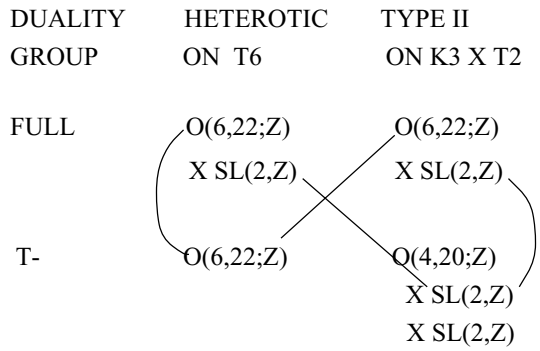 DUALITY HETEROTIC TYPE II
GROUP ON T6 ON K3 X T2
FULL O(6,22;Z) O(6,22;Z)
X SL(2,Z) X SL(2,Z)
T- O(6,22;Z) O(4,20;Z)
X SL(2,Z)
X SL(2,Z)